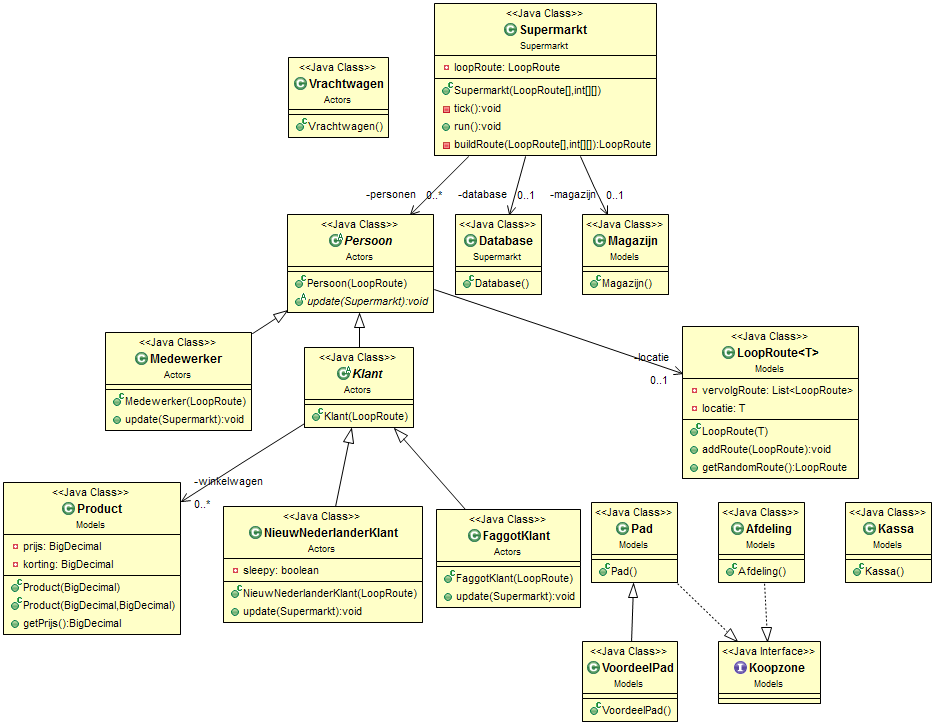 <<Java Class>>
Supermarkt
Supermarkt
loopRoute: LoopRoute
Supermarkt(LoopRoute[],int[][])
tick():void
run():void
buildRoute(LoopRoute[],int[][]):LoopRoute
<<Java Class>>
Vrachtwagen
Actors
Vrachtwagen()
-personen 0..*
-database 0..1
-magazijn 0..1
<<Java Class>>
Persoon
Actors
Persoon(LoopRoute)
update(Supermarkt):void
<<Java Class>>
Database
Supermarkt
Database()
<<Java Class>>
Magazijn
Models
Magazijn()
<<Java Class>>
Medewerker
Actors
Medewerker(LoopRoute)
update(Supermarkt):void
<<Java Class>>
Klant
Actors
Klant(LoopRoute)
-locatie
0..1
<<Java Class>>
LoopRoute<T>
Models
vervolgRoute: List<LoopRoute>
locatie: T
LoopRoute(T)
addRoute(LoopRoute):void
getRandomRoute():LoopRoute
-winkelwagen
0..*
<<Java Class>>
Product
Models
prijs: BigDecimal
korting: BigDecimal
Product(BigDecimal)
Product(BigDecimal,BigDecimal)
getPrijs():BigDecimal
<<Java Class>>
NieuwNederlanderKlant
Actors
sleepy: boolean
NieuwNederlanderKlant(LoopRoute)
update(Supermarkt):void
<<Java Class>>
FaggotKlant
Actors
FaggotKlant(LoopRoute)
update(Supermarkt):void
<<Java Class>>
Pad
Models
Pad()
<<Java Class>>
Afdeling
Models
Afdeling()
<<Java Class>>
Kassa
Models
Kassa()
<<Java Class>>
VoordeelPad
Models
VoordeelPad()
<<Java Interface>>
Koopzone
Models